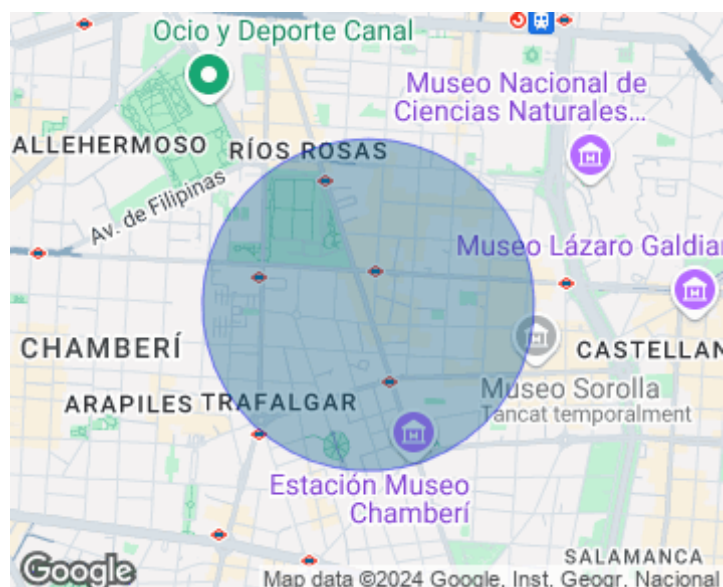 Ocio y Deporte Canal
Museo Nacional de
Ciencias Naturales...
ALLEHERMOSO
RÍOS ROSAS
Av. de Filipinas
Museo Lázaro Galdian
CHAMBERÍ
CASTELLAN
Museo Sorolla
Tancat temporalment
ARAPILES
TRAFALGAR
Estación Museo
Chamberí
SALAMANCA
Google
Map data ©2024 Google, Inst. Geogr. Nacional